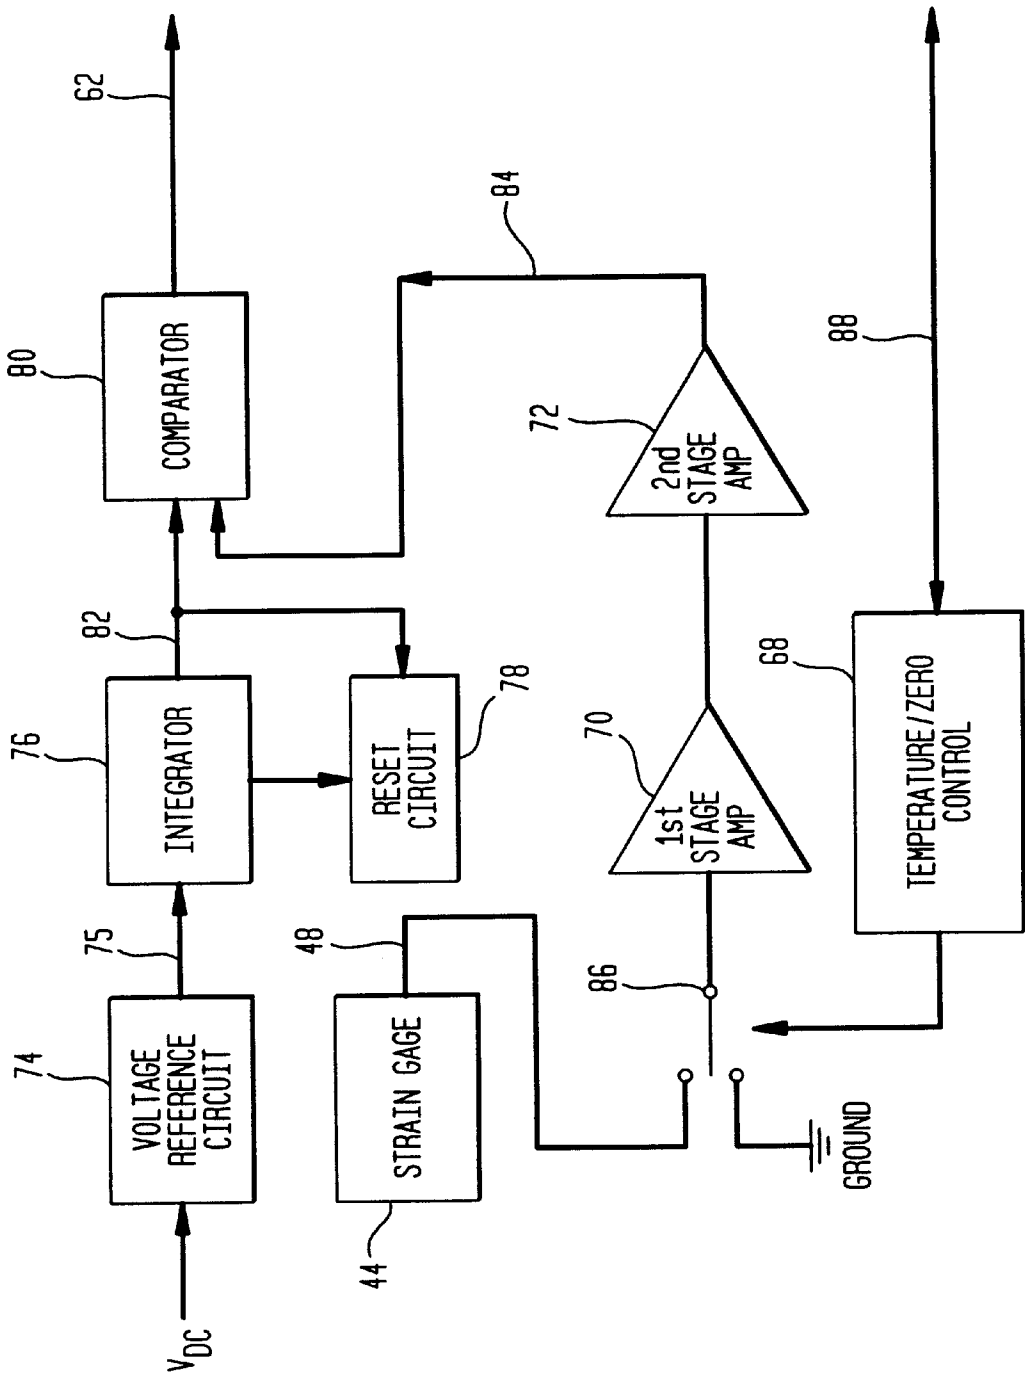 VDC
74
VOLTAGE
REFERENCE
CIRCUIT
75
76
INTEGRATOR
82
80
COMPARATOR
62
44
STRAIN GAGE
48
RESET
CIRCUIT
78
84
86
GROUND
70
1st
STAGE
AMP
72
2nd
STAGE
AMP
68
TEMPERATURE/ZERO
CONTROL
88